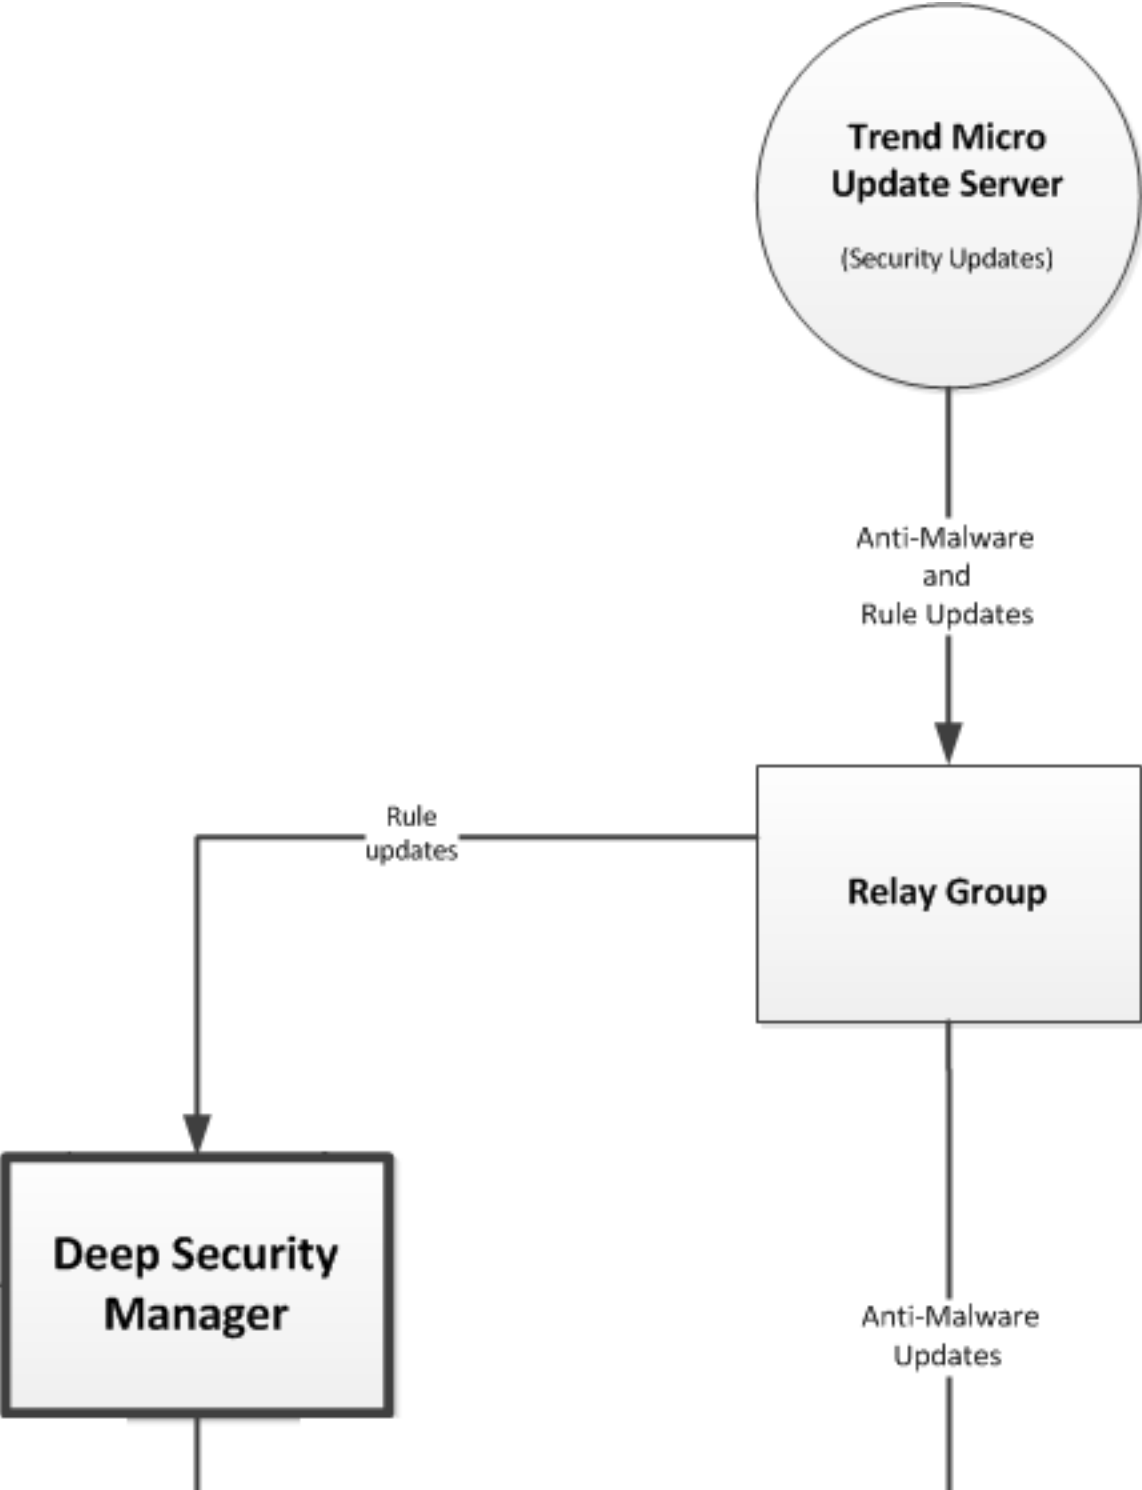 Trend Micro
Update Server
(Security Updates)
Anti-Malware
and
Rule Updates
Rule
updates
Relay Group
Deep Security
Manager
Anti-Malware
Updates